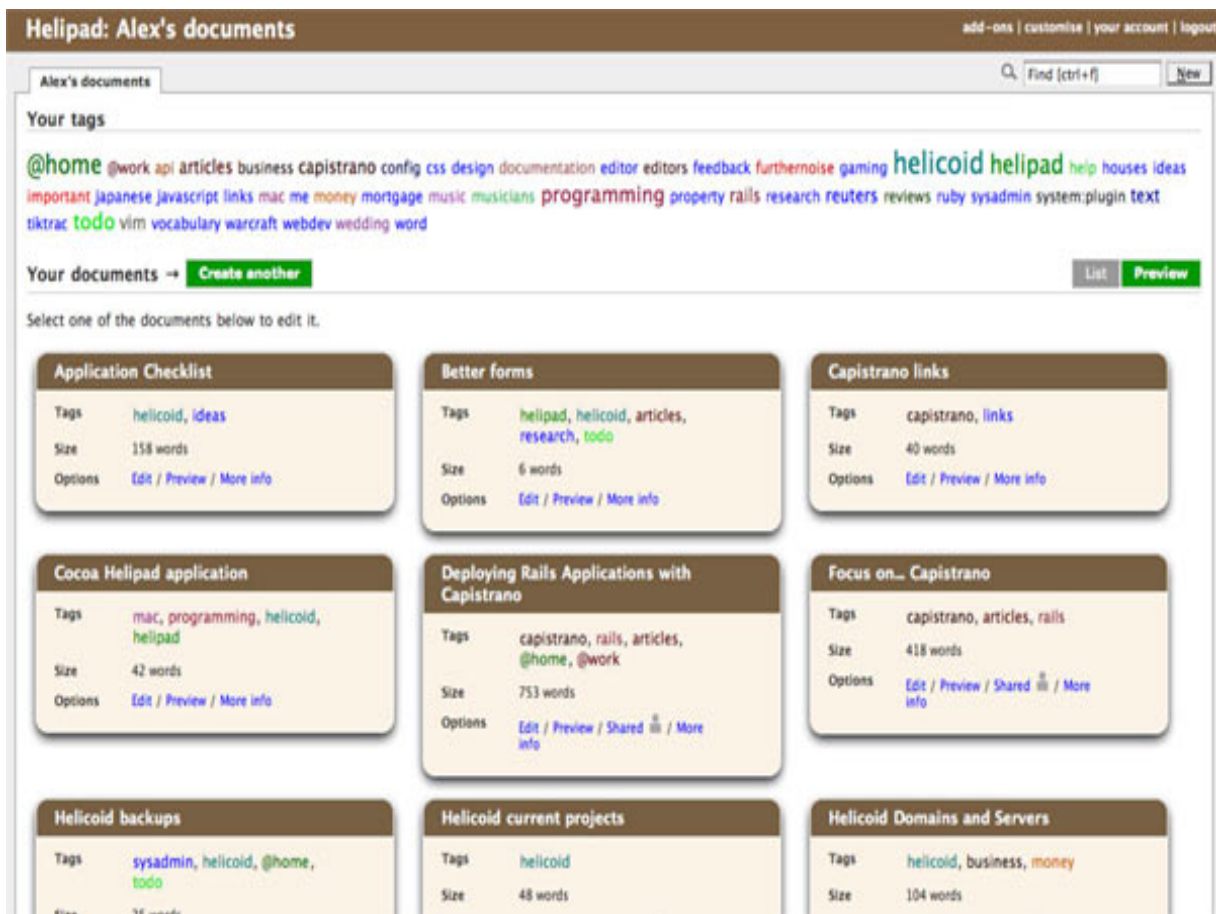 Helipad: Alex's documents
add-ons | customise | your account | logout
Alex's documents
Find [ctrl+f]
New
Your tags
@home @work api articles business capistrano config css design documentation editor editors feedback furthernoise gaming helicoid helipad help houses ideas
important japanese javascript links mac me money mortgage music musicians programming property rails research reuters reviews ruby sysadmin system:plugin text
tiktrac todo vim vocabulary warcraft webdev wedding word
Your documents → Create another
List Preview
Select one of the documents below to edit it.
Application Checklist
Tags helicoid, ideas
Size 158 words
Options Edit / Preview / More info
Better forms
Tags helipad, helicoid, articles,
research, todo
Size 6 words
Options Edit / Preview / More info
Capistrano links
Tags capistrano, links
Size 40 words
Options Edit / Preview / More info
Cocoa Helipad application
Tags mac, programming, helicoid,
helipad
Size 42 words
Options Edit / Preview / More info
Deploying Rails Applications with
Capistrano
Tags capistrano, rails, articles,
@home, @work
Size 753 words
Options Edit / Preview / Shared / More
info
Focus on... Capistrano
Tags capistrano, articles, rails
Size 418 words
Options Edit / Preview / Shared / More
info
Helicoid backups
Tags sysadmin, helicoid, @home,
todo
Helicoid current projects
Tags helicoid
Size 48 words
Helicoid Domains and Servers
Tags helicoid, business, money
Size 104 words